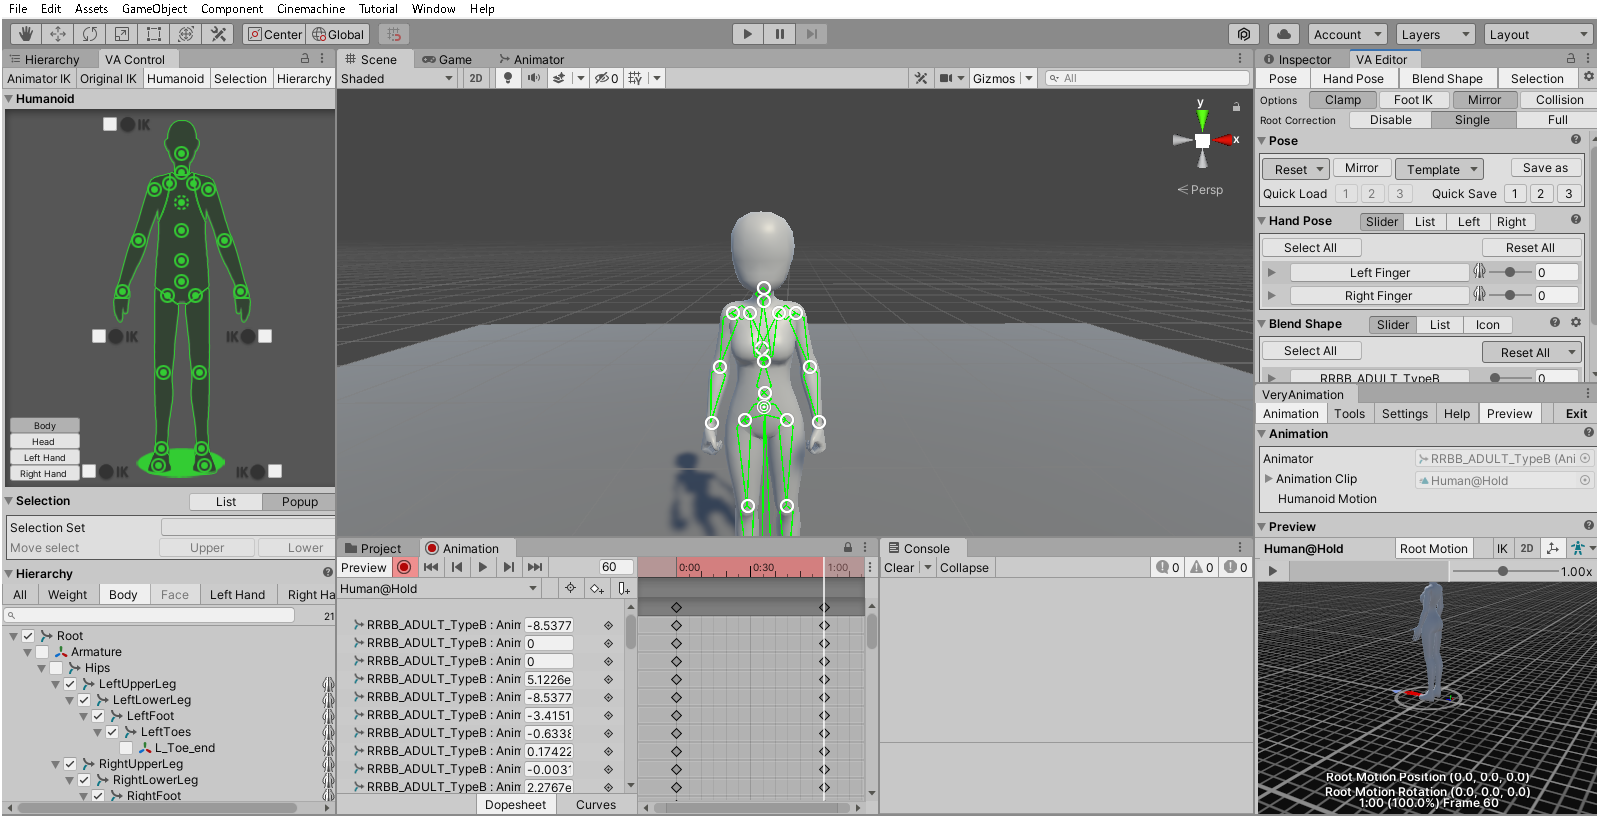 File Edit Assets GameObject Component Cinemachine Tutorial Window Help
Center Global Account Layers Layout
Hierarchy VA Control
Animator IK Original IK Humanoid Selection Hierarchy
Humanoid
IK
IK IK
Body
Head
Left Hand
Right Hand
IK IK
Selection List Popup
Selection Set
Move select Upper Lower
Hierarchy
All Weight Body Face Left Hand Right Ha
21
Root
Armature
Hips
LeftUpperLeg
LeftLowerLeg
LeftFoot
LeftToes
L_Toe_end
RightUpperLeg
RightLowerLeg
RightFoot
Scene Game Animator
Shaded 2D 0 Gizmos All
y
x
Persp
Project Animation
Preview 60 0:00 0:30 1:00
Human@Hold
RRBB_ADULT_TypeB : Anim -8.5377
RRBB_ADULT_TypeB : Anim 0
RRBB_ADULT_TypeB : Anim 0
RRBB_ADULT_TypeB : Anim 5.1226e
RRBB_ADULT_TypeB : Anim -8.5377
RRBB_ADULT_TypeB : Anim -3.4151
RRBB_ADULT_TypeB : Anim -0.6338
RRBB_ADULT_TypeB : Anim 0.17422
RRBB_ADULT_TypeB : Anim -0.0031
RRBB_ADULT_TypeB : Anim 2.2767e
Dopesheet Curves
Console
Clear Collapse 0 0 0
Inspector VA Editor
Pose Hand Pose Blend Shape Selection
Options Clamp Foot IK Mirror Collision
Root Correction Disable Single Full
Pose
Reset Mirror Template Save as
Quick Load 1 2 3 Quick Save 1 2 3
Hand Pose Slider List Left Right
Select All Reset All
Left Finger 0
Right Finger 0
Blend Shape Slider List Icon
Select All Reset All
RRBB_ADULT_TypeB 0
VeryAnimation
Animation Tools Settings Help Preview Exit
Animation
Animator RRBB_ADULT_TypeB (Ani
Animation Clip Human@Hold
Humanoid Motion
Preview
Human@Hold Root Motion IK 2D
1.00x
Root Motion Position (0.0, 0.0, 0.0)
Root Motion Rotation (0.0, 0.0, 0.0)
1:00 (100.0%) Frame 60